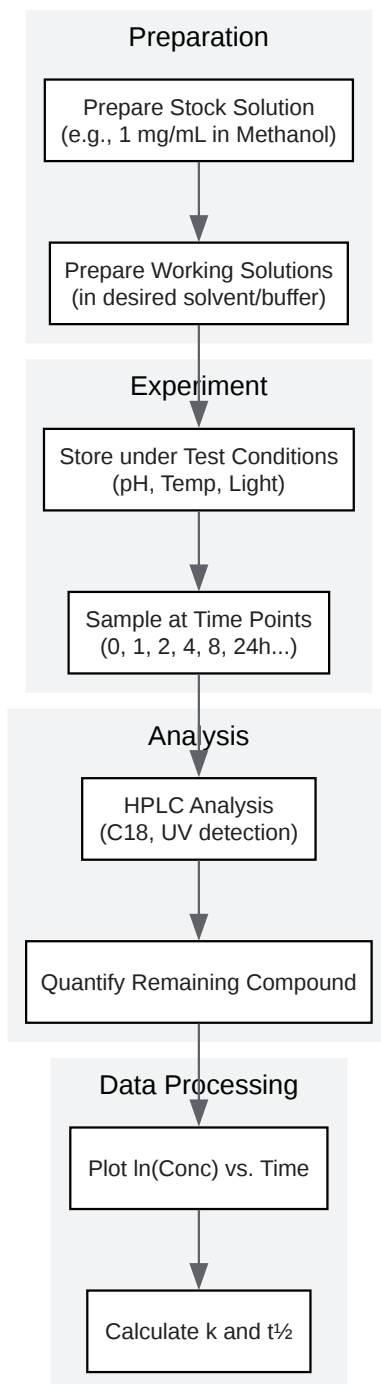 Preparation
Prepare Stock Solution
(e.g., 1 mg/mL in Methanol)
Prepare Working Solutions
(in desired solvent/buffer)
Experiment
Store under Test Conditions
(pH, Temp, Light)
Sample at Time Points
(0, 1, 2, 4, 8, 24h...)
Analysis
HPLC Analysis
(C18, UV detection)
Quantify Remaining Compound
Data Processing
Plot ln(Conc) vs. Time
Calculate k and t½